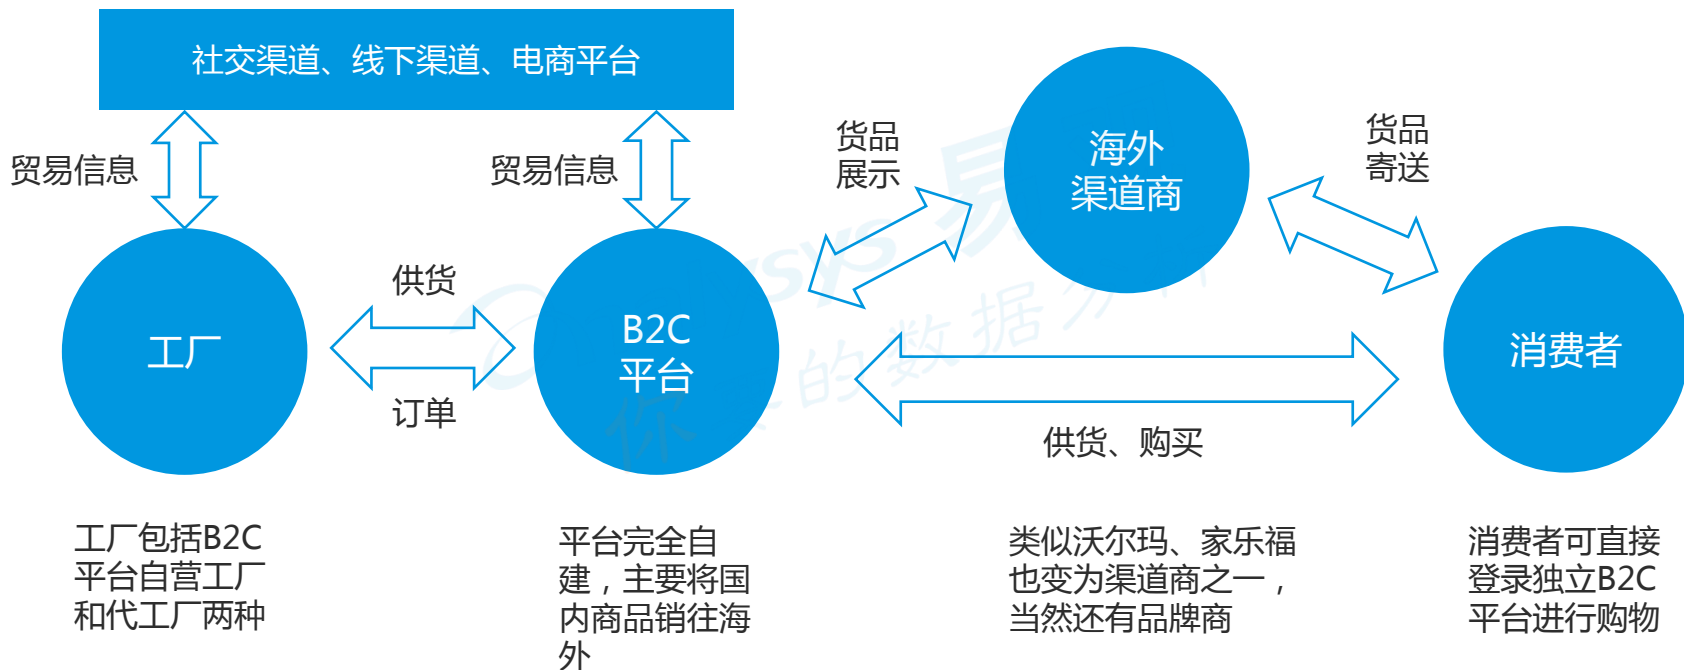 社交渠道、线下渠道、电商平台
贸易信息
贸易信息
货品
展示
海外
渠道商
货品
寄送
供货
工厂
B2C
平台
消费者
订单
供货、购买
工厂包括B2C
平台自营工厂
和代工厂两种
平台完全自
建，主要将国
内商品销往海
外
类似沃尔玛、家乐福
也变为渠道商之一，
当然还有品牌商
消费者可直接
登录独立B2C
平台进行购物